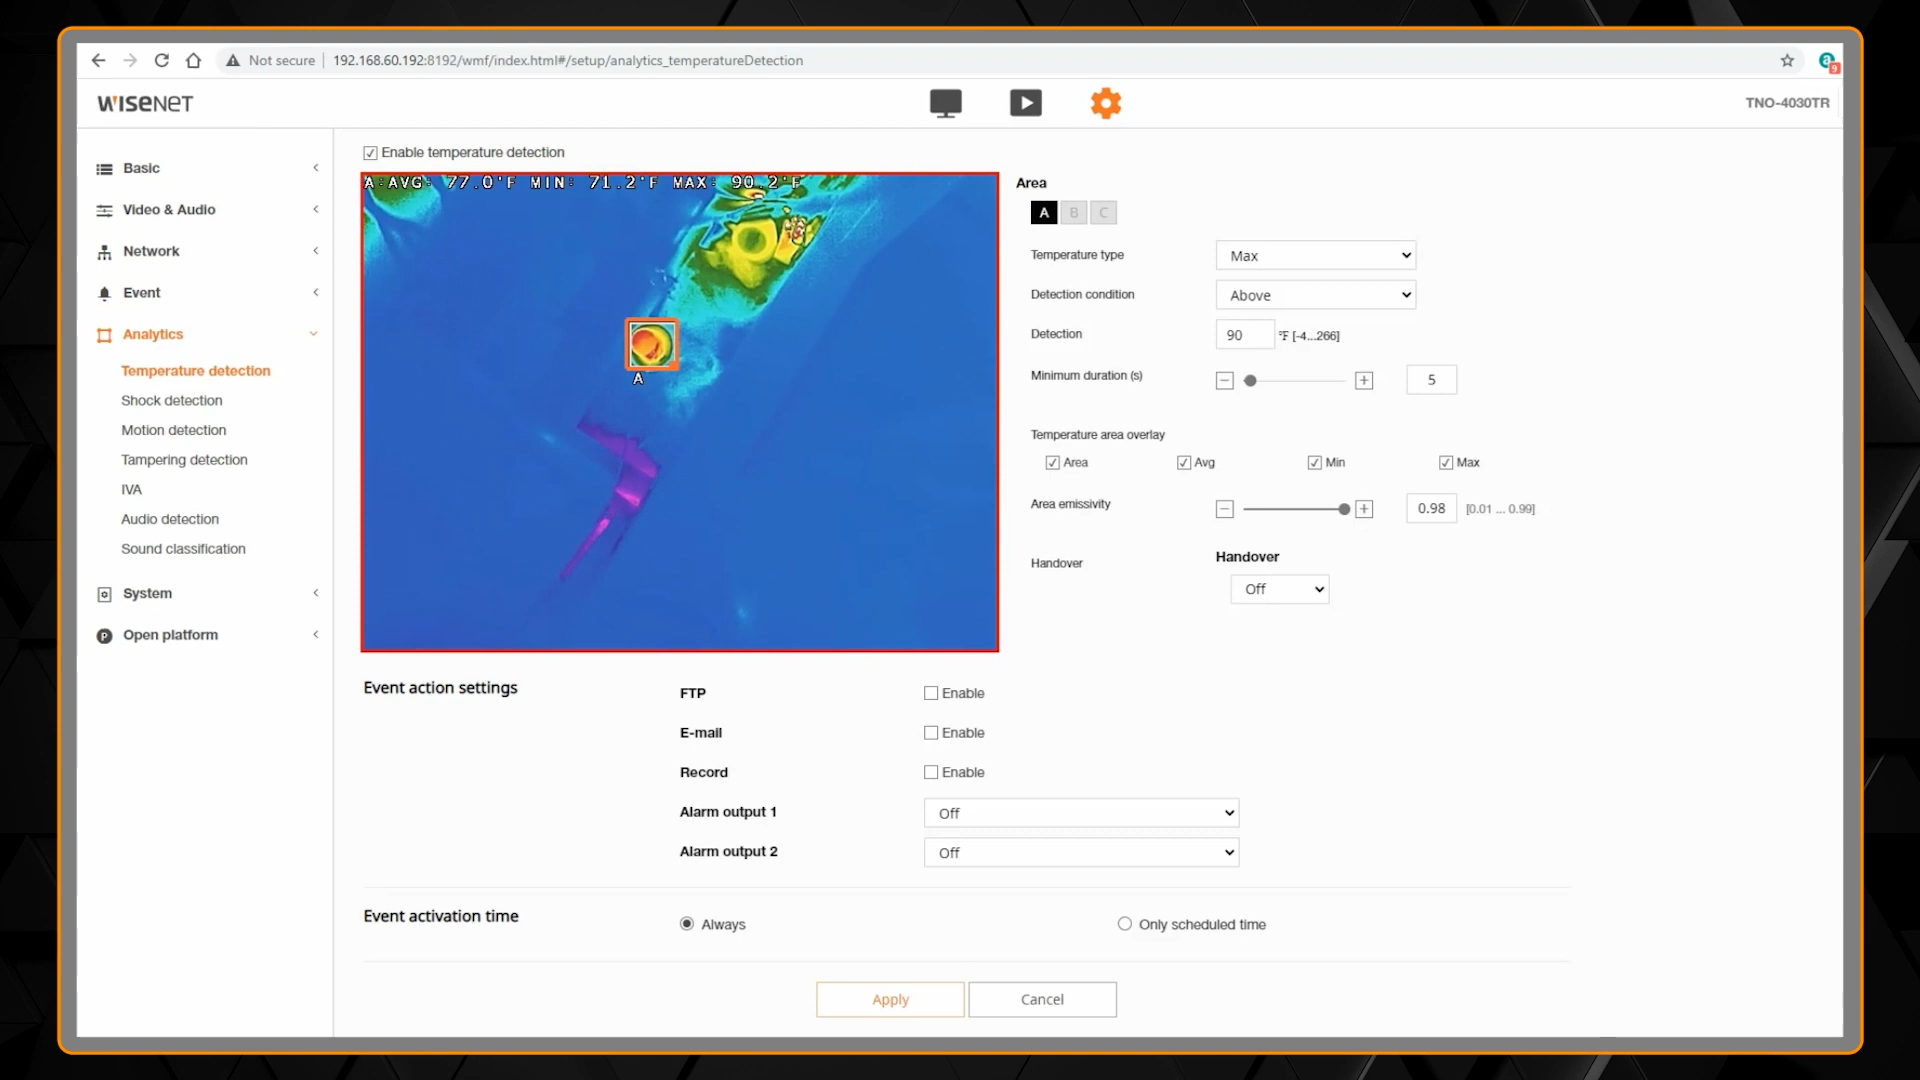 Not secure | 192.168.60.192:8192/wmf/index.html#/setup/analytics_temperatureDetection
9
WISENET
TNO-4030TR
Basic
Video & Audio
Network
Event
Analytics
Temperature detection
Shock detection
Motion detection
Tampering detection
IVA
Audio detection
Sound classification
System
Open platform
Enable temperature detection
A:AVG: 77.0°F MIN: 71.2°F MAX: 90.2°F
A
Area
A B C
Temperature type Max
Detection condition Above
Detection 90 °F [-4...266]
Minimum duration (s) 5
Temperature area overlay
Area Avg Min Max
Area emissivity 0.98 [0.01 ... 0.99]
Handover Handover
Off
Event action settings
FTP Enable
E-mail Enable
Record Enable
Alarm output 1 Off
Alarm output 2 Off
Event activation time Always Only scheduled time
Apply Cancel